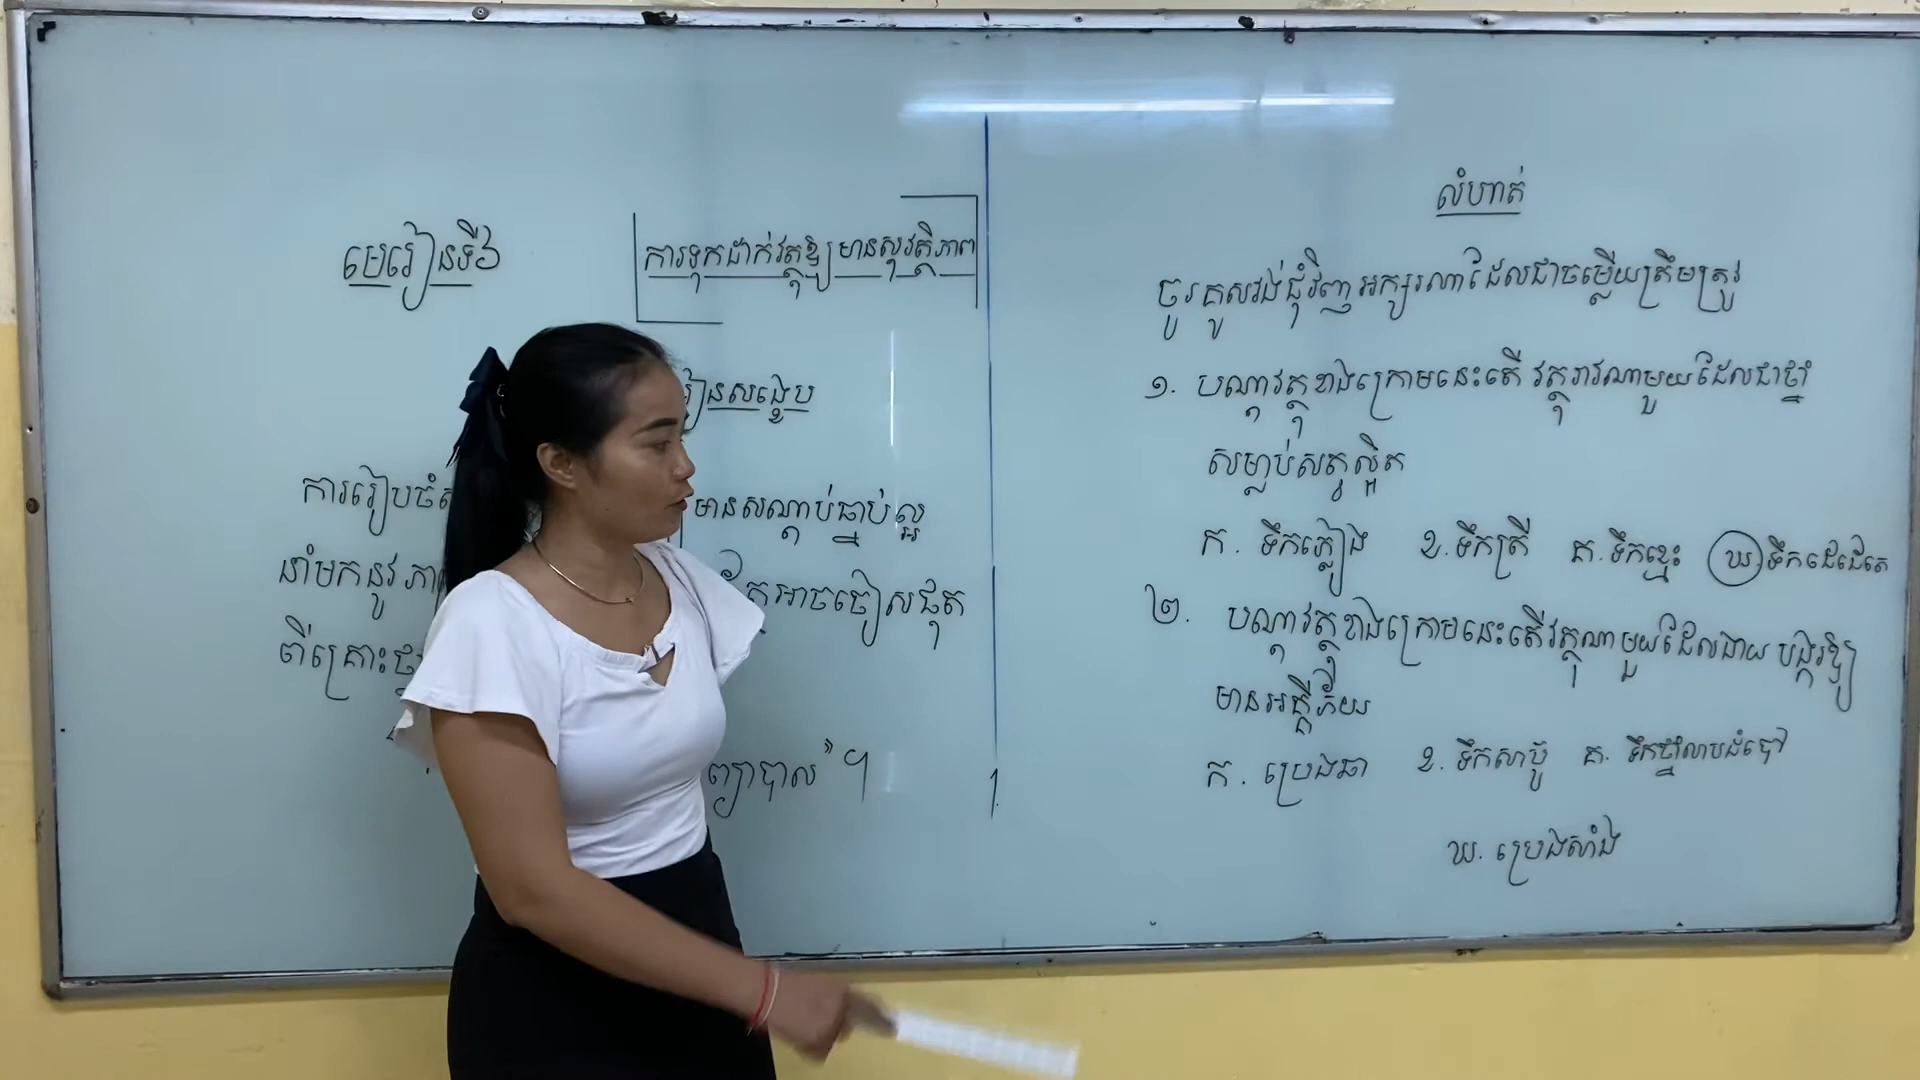 មេរៀនទី៦
ការទុកដាក់វត្ថុឱ្យមានសុវត្ថិភាព
រៀនសង្ខេប
ការរៀបចំ មានសណ្ដាប់ធ្នាប់ល្អ
នាំមកនូវ អាចចៀសផុត
ពីគ្រោះ
ព្យាបាល” ។
លំហាត់
ចូរគូសវង់ជុំវិញអក្សរណាដែលជាចម្លើយត្រឹមត្រូវ
១. បណ្ដាវត្ថុខាងក្រោមនេះតើ វត្ថុរាវណាមួយដែលជាថ្នាំ
សម្លាប់សត្វល្អិត
ក. ទឹកភ្លៀង ខ. ទឹកត្រី គ. ទឹកខ្មេះ ឃ ទឹកដេដេតេ
២. បណ្ដាវត្ថុខាងក្រោមនេះតើវត្ថុណាមួយដែលងាយ បង្ករឱ្យ
មានអគ្គីភ័យ
ក. ប្រេងឆា ខ. ទឹកសាប៊ូ គ. ទឹកថ្នាំលាបដំបៅ
ឃ. ប្រេងសាំង